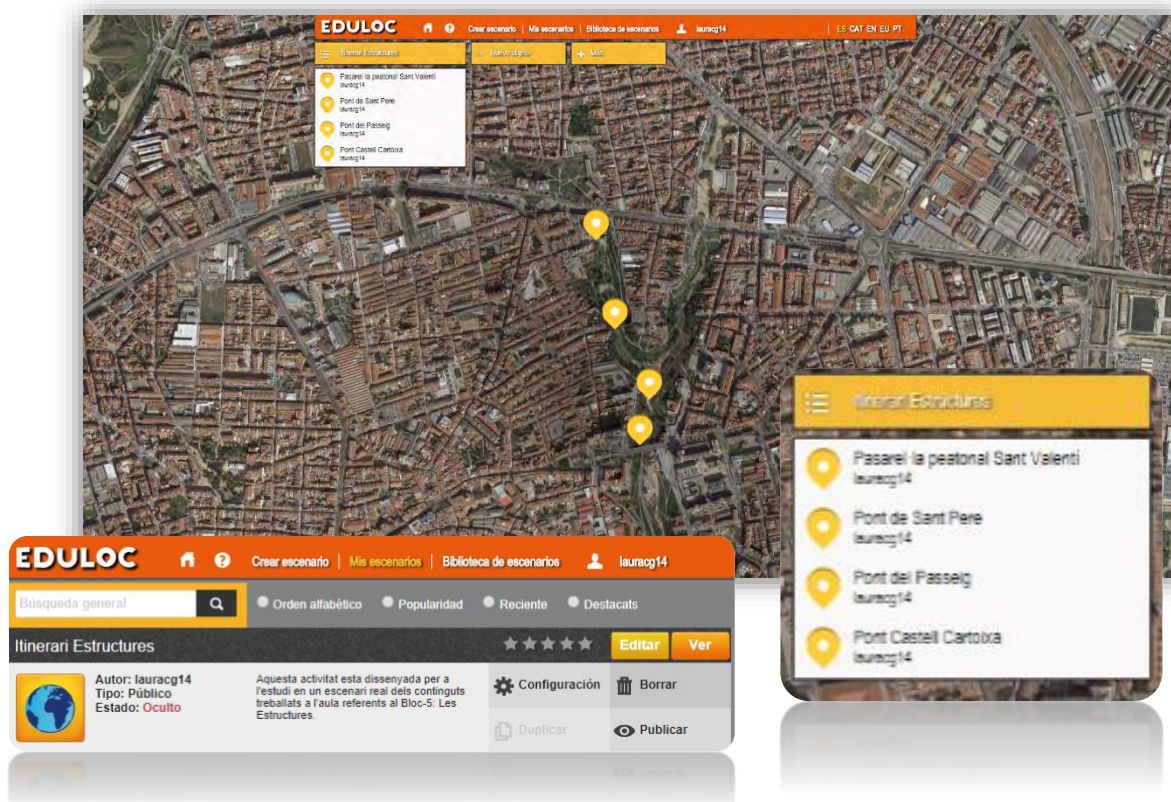 EDULOC Crear escenario | Mis escenarios | Biblioteca de escenarios lauracg14 | ES CAT EN EU PT
Itinerari Estructures Nuevo objeto + Más
Pasarel la peatonal Sant Valentí
lauracg14
Pont de Sant Pere
lauracg14
Pont del Passeig
lauracg14
Pont Castell Cartoixa
lauracg14
Itinerari Estructures
Pasarel la peatonal Sant Valentí
lauracg14
Pont de Sant Pere
lauracg14
Pont del Passeig
lauracg14
Pont Castell Cartoixa
lauracg14
EDULOC Crear escenario | Mis escenarios | Biblioteca de escenarios lauracg14
Búsqueda general Orden alfabético Popularidad Reciente Destacats
Itinerari Estructures Editar Ver
Autor: lauracg14
Tipo: Público
Estado: Oculto
Aquesta activitat esta dissenyada per a
l'estudi en un escenari real dels continguts
treballats a l'aula referents al Bloc-5: Les
Estructures.
Configuración Borrar
Duplicar Publicar